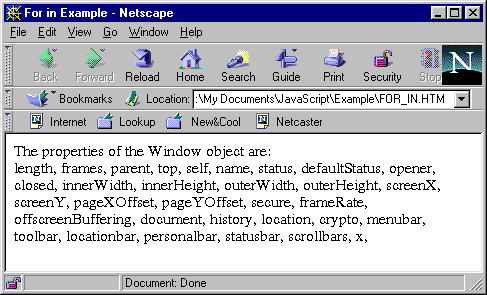 For in Example - Netscape
File Edit View Go Window Help
Back Forward Reload Home Search Guide Print Security Stop N
Bookmarks Location: :\My Documents\JavaScript\Example\FOR_IN.HTM
Internet Lookup New&Cool Netcaster
The properties of the Window object are:
length, frames, parent, top, self, name, status, defaultStatus, opener,
closed, innerWidth, innerHeight, outerWidth, outerHeight, screenX,
screenY, pageXOffset, pageYOffset, secure, frameRate,
offscreenBuffering, document, history, location, crypto, menubar,
toolbar, locationbar, personalbar, statusbar, scrollbars, x,
Document: Done